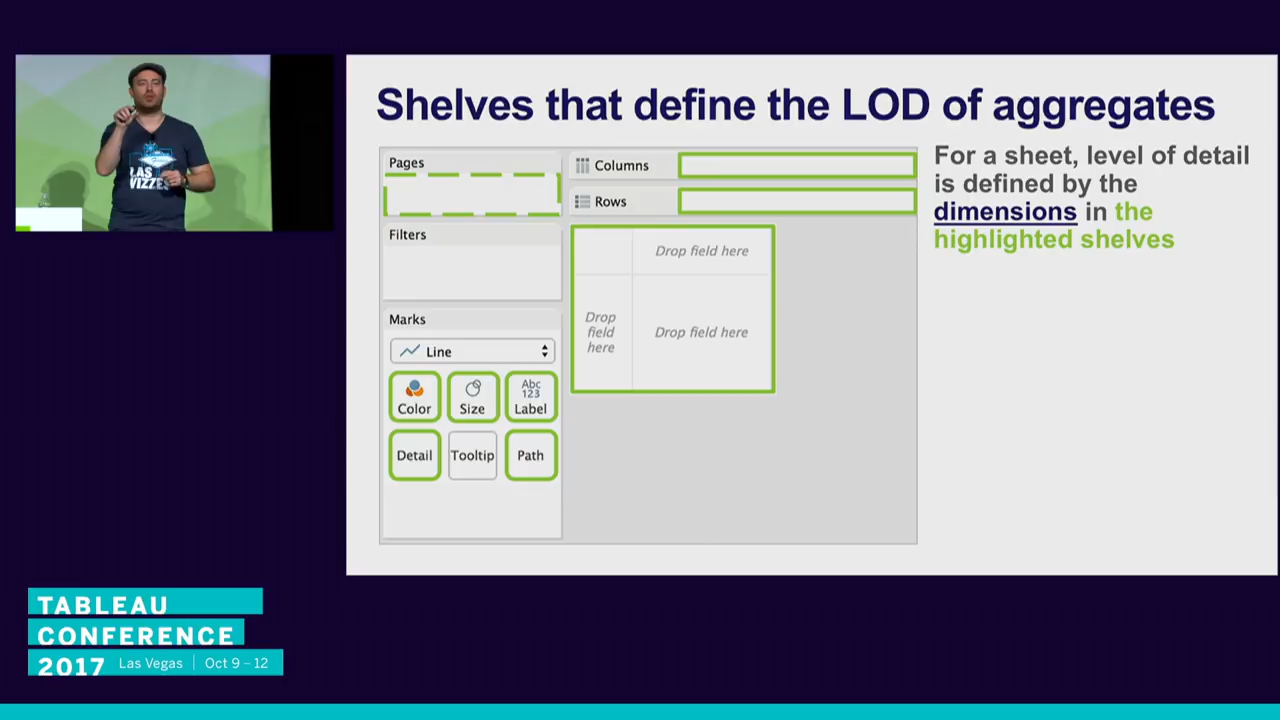 LAS
VIZZES
Shelves that define the LOD of aggregates
Pages
Columns
Rows
Filters
Drop field here
Drop
field
here
Drop field here
Marks
Line
Color
Size
Abc
123
Label
Detail
Tooltip
Path
For a sheet, level of detail
is defined by the
dimensions in the
highlighted shelves
TABLEAU
CONFERENCE
2017 Las Vegas | Oct 9 – 12